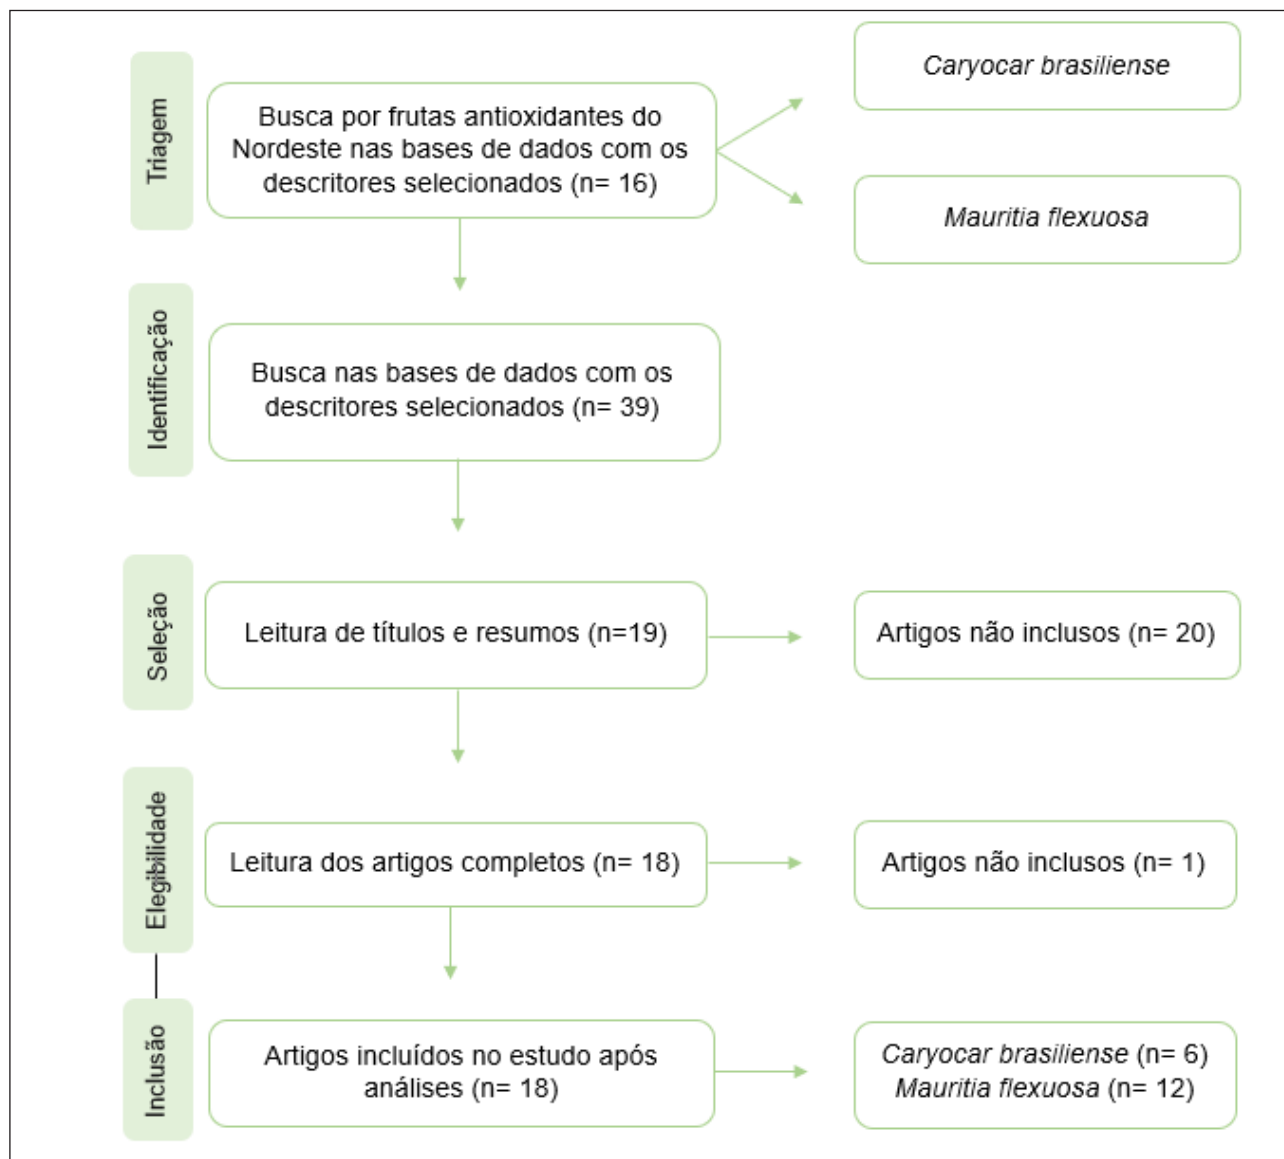 Triagem
Busca por frutas antioxidantes do
Nordeste nas bases de dados com os
descritores selecionados (n= 16)
Caryocar brasiliense
Mauritia flexuosa
Identificação
Busca nas bases de dados com os
descritores selecionados (n= 39)
Seleção
Leitura de títulos e resumos (n=19)
Artigos não inclusos (n= 20)
Elegibilidade
Leitura dos artigos completos (n= 18)
Artigos não inclusos (n= 1)
Inclusão
Artigos incluídos no estudo após
análises (n= 18)
Caryocar brasiliense (n= 6)
Mauritia flexuosa (n= 12)